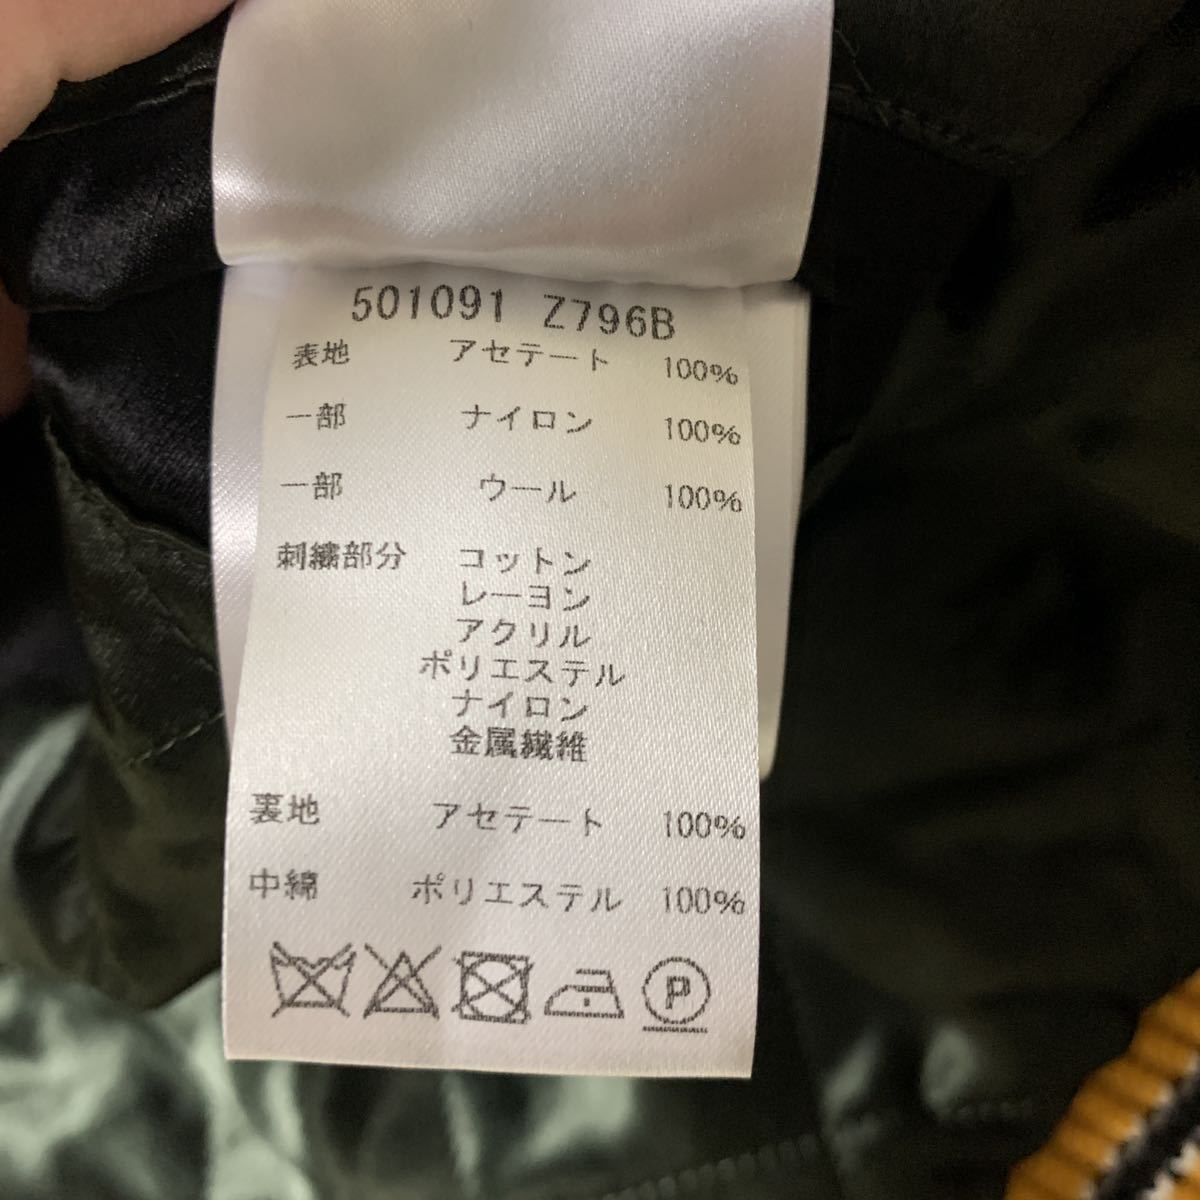 501091 Z796B
表地 アセテート 100%
一部 ナイロン 100%
一部 ウール 100%
刺繍部分 コットン
レーヨン
アクリル
ポリエステル
ナイロン
金属繊維
裏地 アセテート 100%
中綿 ポリエステル 100%
P